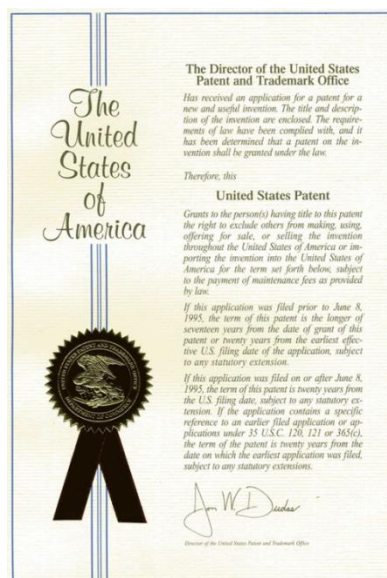 The
United
States
of
America
The Director of the United States
Patent and Trademark Office
Has received an application for a patent for a
new and useful invention. The title and descrip-
tion of the invention are enclosed. The require-
ments of law have been complied with, and it
has been determined that a patent on the in-
vention shall be granted under the law.
Therefore, this
United States Patent
Grants to the person(s) having title to this patent
the right to exclude others from making, using,
offering for sale, or selling the invention
throughout the United States of America or im-
porting the invention into the United States of
America for the term set forth below, subject
to the payment of maintenance fees as provided
by law.
If this application was filed prior to June 8,
1995, the term of this patent is the longer of
seventeen years from the date of grant of this
patent or twenty years from the earliest effec-
tive U.S. filing date of the application, subject
to any statutory extension.
If this application was filed on or after June 8,
1995, the term of this patent is twenty years from
the U.S. filing date, subject to any statutory ex-
tension. If the application contains a specific
reference to an earlier filed application or ap-
plications under 35 U.S.C. 120, 121 or 365(c),
the term of the patent is twenty years from the
date on which the earliest application was filed,
subject to any statutory extensions.
Jon W. Dudas
Director of the United States Patent and Trademark Office